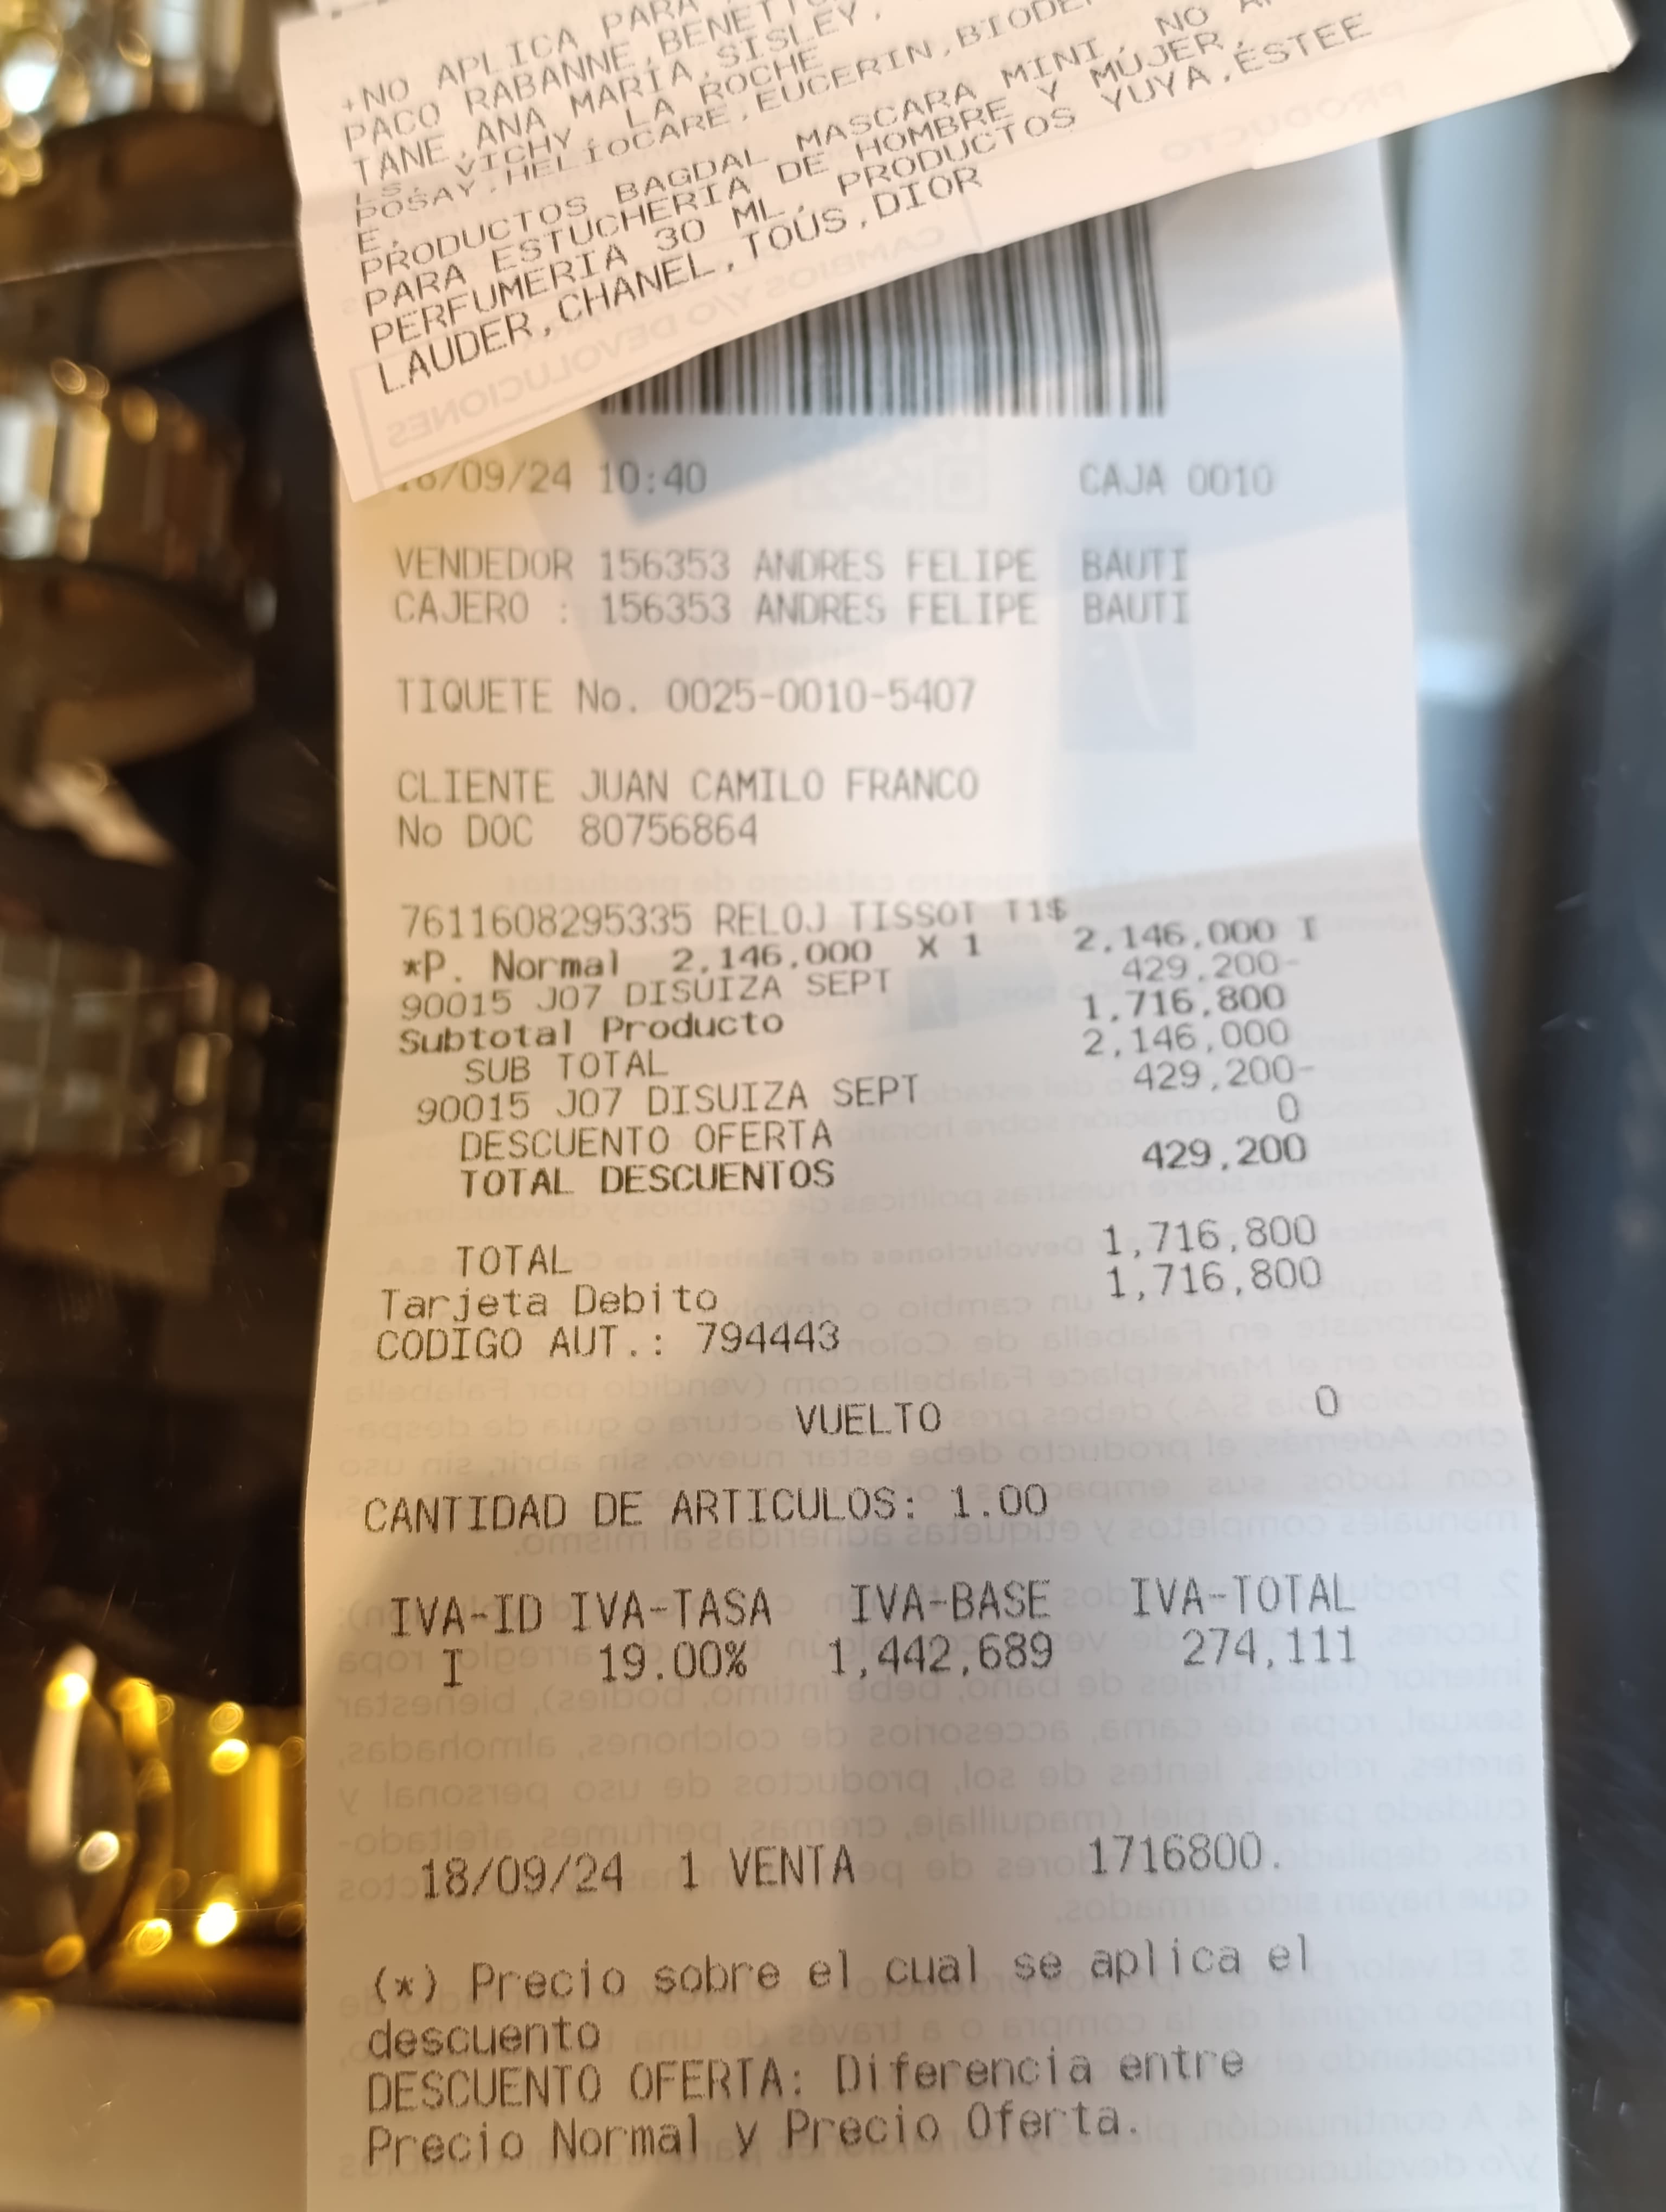 +NO APLICA PARA
PACO RABANNE,BENETTO
TANE,ANA MARIA,SISLEY,
LS, VICHY, LA ROCHE
POSAY,HELIOCARE,EUCERIN,BIODE
E,
PRODUCTOS BAGDAL MASCARA MINI, NO A
PARA ESTUCHERIA DE HOMBRE Y MUJER,
PERFUMERIA 30 ML, PRODUCTOS YUYA,ESTEE
LAUDER,CHANEL,TOUS,DIOR
18/09/24 10:40 CAJA 0010
VENDEDOR 156353 ANDRES FELIPE BAUTI
CAJERO : 156353 ANDRES FELIPE BAUTI
TIQUETE No. 0025-0010-5407
CLIENTE JUAN CAMILO FRANCO
No DOC 80756864
7611608295335 RELOJ TISSOT T1$
*P. Normal 2,146,000 X 1 2,146,000 I
90015 J07 DISUIZA SEPT 429,200-
Subtotal Producto 1,716,800
SUB TOTAL 2,146,000
90015 J07 DISUIZA SEPT 429,200-
DESCUENTO OFERTA 0
TOTAL DESCUENTOS 429,200
TOTAL 1,716,800
Tarjeta Debito 1,716,800
CODIGO AUT.: 794443
VUELTO 0
CANTIDAD DE ARTICULOS: 1.00
IVA-ID IVA-TASA IVA-BASE IVA-TOTAL
I 19.00% 1,442,689 274,111
18/09/24 1 VENTA 1716800.
(*) Precio sobre el cual se aplica el
descuento
DESCUENTO OFERTA: Diferencia entre
Precio Normal y Precio Oferta.